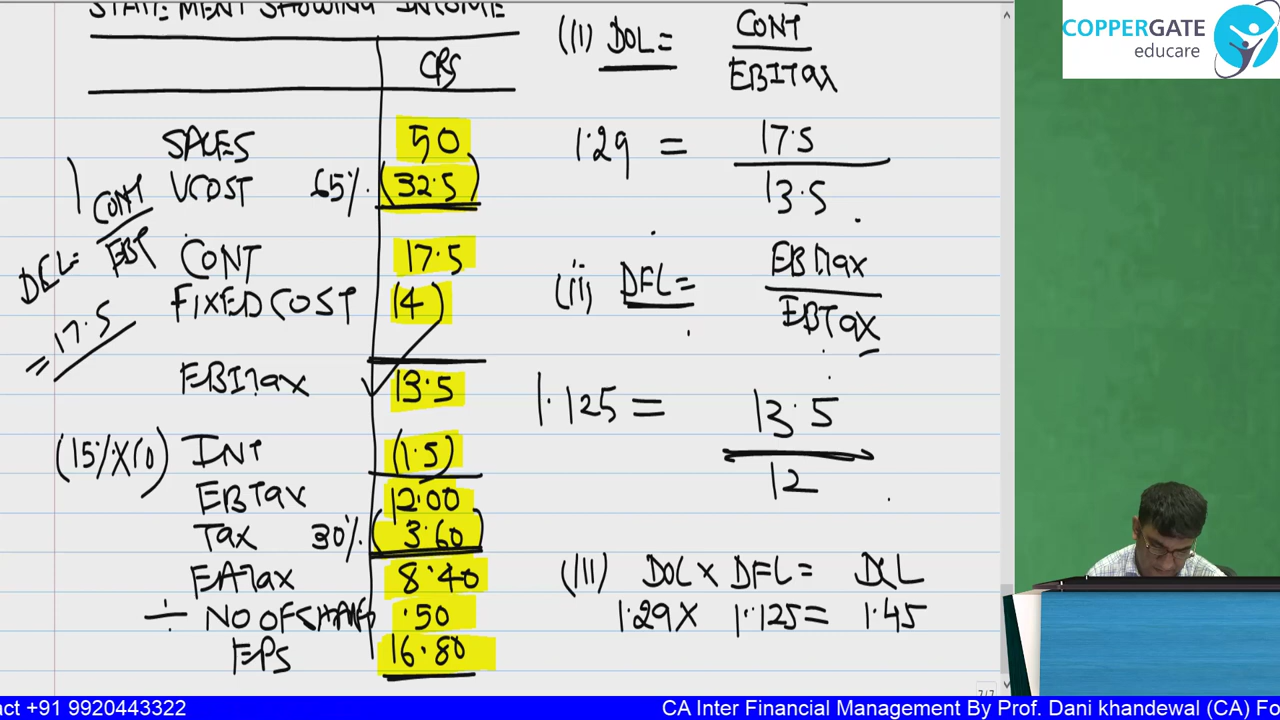 STATEMENT SHOWING INCOME
CRS
SALES 50
VCOST 65% (32.5)
CONT 17.5
FIXED COST (4)
EBITax 13.5
(15% X 10) INT (1.5)
EBTax 12.00
Tax 30% (3.60)
EATax 8.40
÷ NO OF SHARES .50
EPS 16.80
DCL = CONT
EBT
= 17.5
(i) DOL = CONT
EBITax
1.29 = 17.5
13.5
(ii) DFL = EBITax
EBTax
1.125 = 13.5
12
(III) DOL X DFL = DCL
1.29 X 1.125 = 1.45
COPPERGATE
educare
7/7
act +91 9920443322
CA Inter Financial Management By Prof. Dani khandewal (CA) Fo